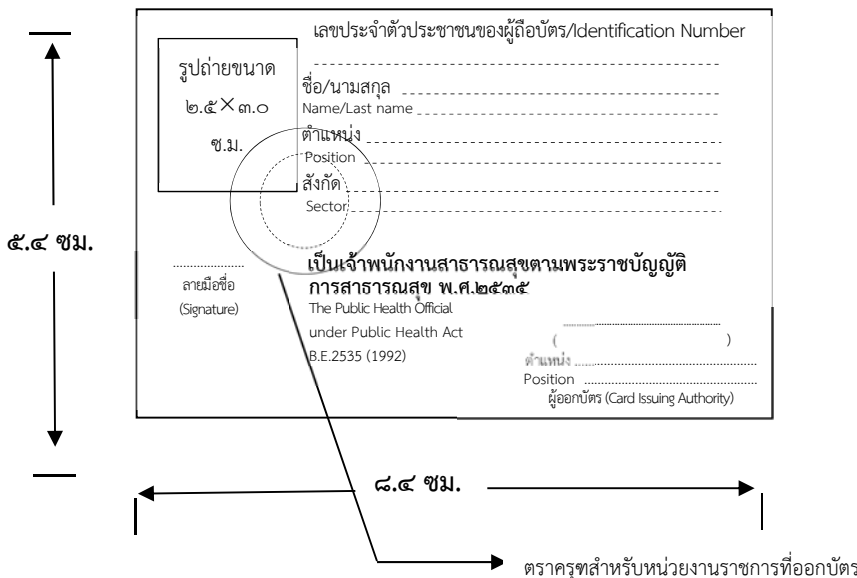 เลขประจำตัวประชาชนของผู้ถือบัตร/Identification Number
รูปถ่ายขนาด
๒.๕×๓.๐
ซ.ม.
ชื่อ/นามสกุล
Name/Last name
ตำแหน่ง
Position
สังกัด
Sector
๕.๔ ซม.
ลายมือชื่อ
(Signature)
เป็นเจ้าพนักงานสาธารณสุขตามพระราชบัญญัติ
การสาธารณสุข พ.ศ.๒๕๓๕
The Public Health Official
under Public Health Act
B.E.2535 (1992)
( )
ตำแหน่ง
Position
ผู้ออกบัตร (Card Issuing Authority)
๘.๔ ซม.
ตราครุฑสำหรับหน่วยงานราชการที่ออกบัตร